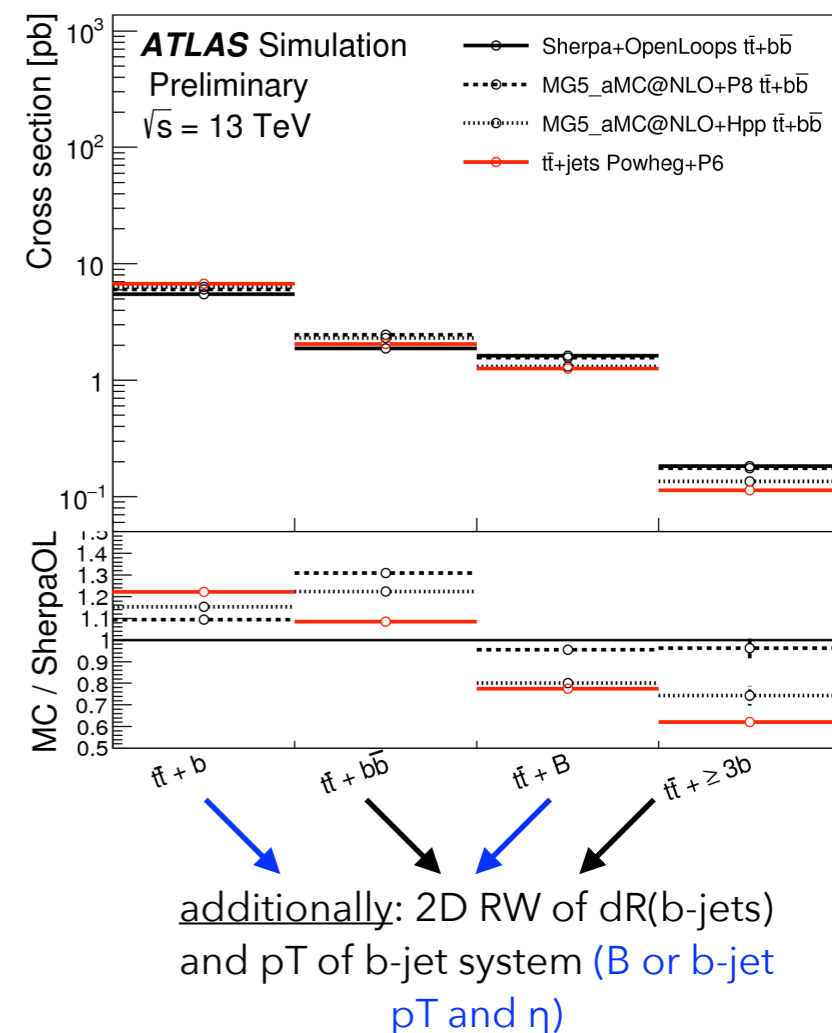 Cross section [pb]
10³
10²
10
1
10⁻¹
ATLAS Simulation
Preliminary
√s = 13 TeV
Sherpa+OpenLoops tt̄+bb̄
MG5_aMC@NLO+P8 tt̄+bb̄
MG5_aMC@NLO+Hpp tt̄+bb̄
tt̄+jets Powheg+P6
MC / SherpaOL
1.5
1.4
1.3
1.2
1.1
1
0.9
0.8
0.7
0.6
0.5
tt̄ + b
tt̄ + bb̄
tt̄ + B
tt̄ + ≥ 3b
additionally: 2D RW of dR(b-jets)
and pT of b-jet system (B or b-jet
pT and η)